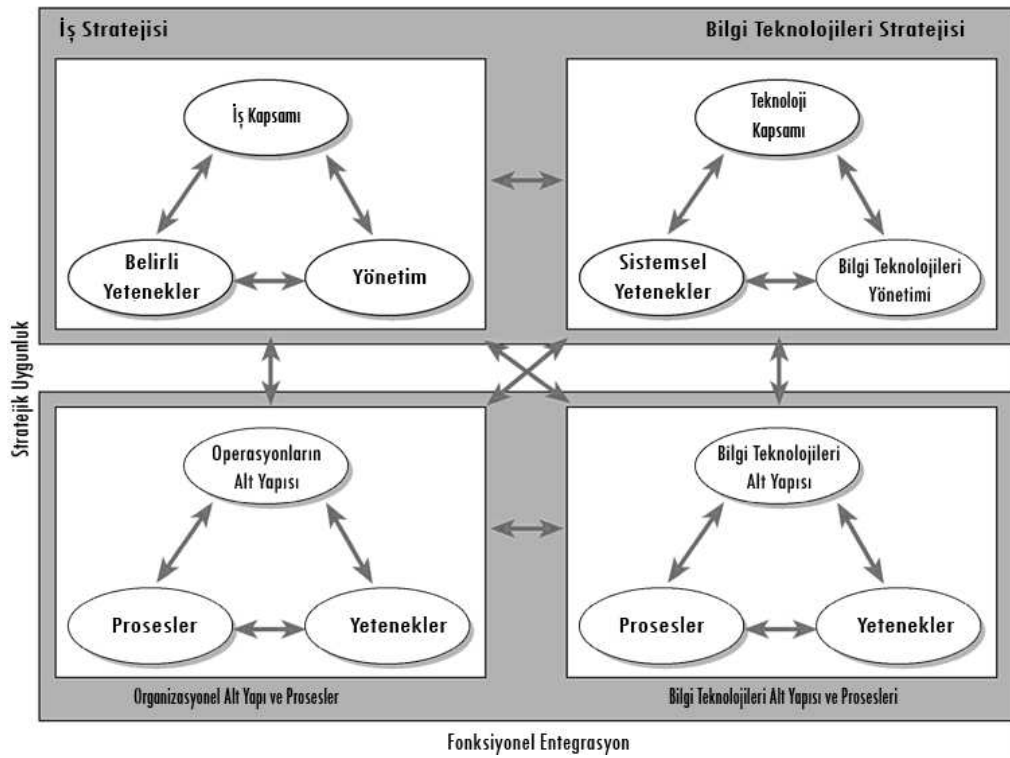 İş Stratejisi
Bilgi Teknolojileri Stratejisi
İş Kapsamı
Belirli
Yetenekler
Yönetim
Teknoloji
Kapsamı
Sistemsel
Yetenekler
Bilgi Teknolojileri
Yönetimi
Stratejik Uygunluk
Operasyonların
Alt Yapısı
Prosesler
Yetenekler
Organizasyonel Alt Yapı ve Prosesler
Bilgi Teknolojileri
Alt Yapısı
Prosesler
Yetenekler
Bilgi Teknolojileri Alt Yapısı ve Prosesleri
Fonksiyonel Entegrasyon